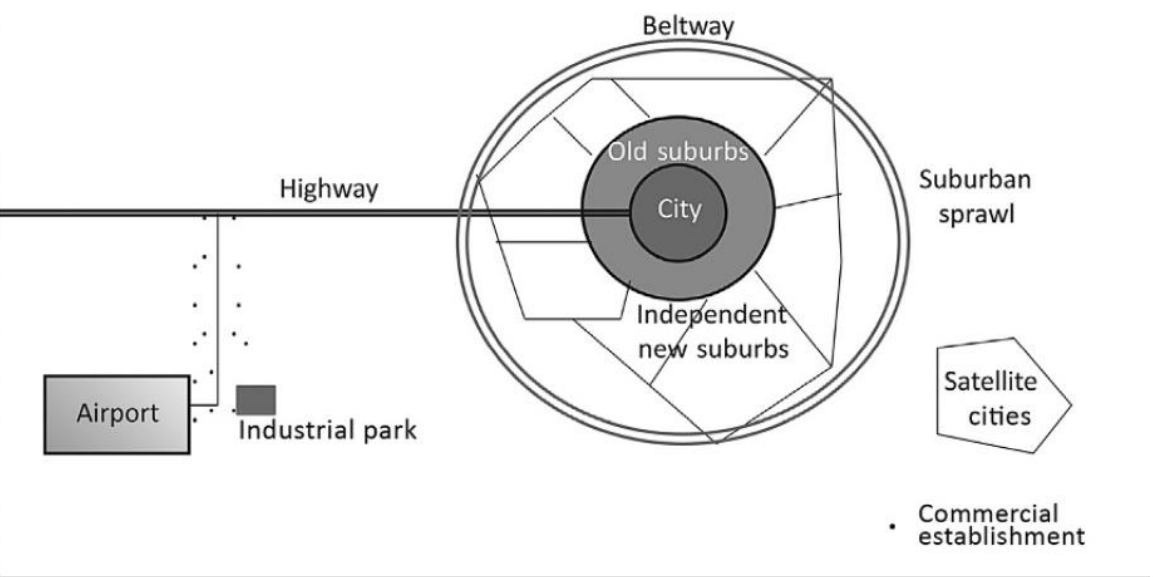 Beltway
Old suburbs
Highway
City
Suburban
sprawl
Independent
new suburbs
Airport
Industrial park
Satellite
cities
Commercial
establishment